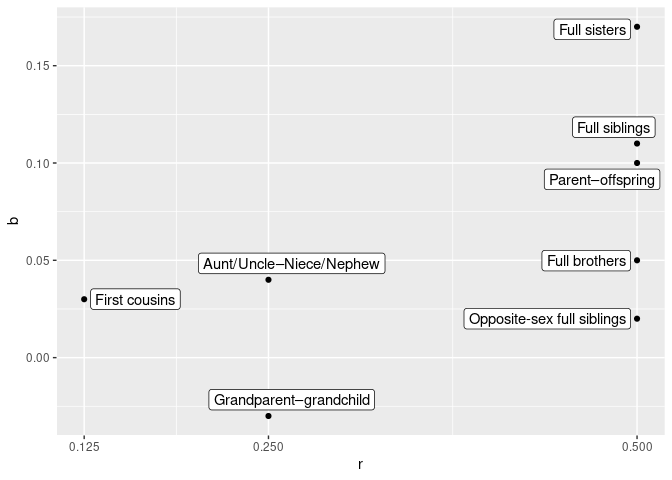 Full sisters
0.15
Full siblings
0.10
Parent–offspring
b
0.05
Full brothers
Aunt/Uncle–Niece/Nephew
First cousins
Opposite-sex full siblings
0.00
Grandparent–grandchild
0.125
0.250
0.500
r